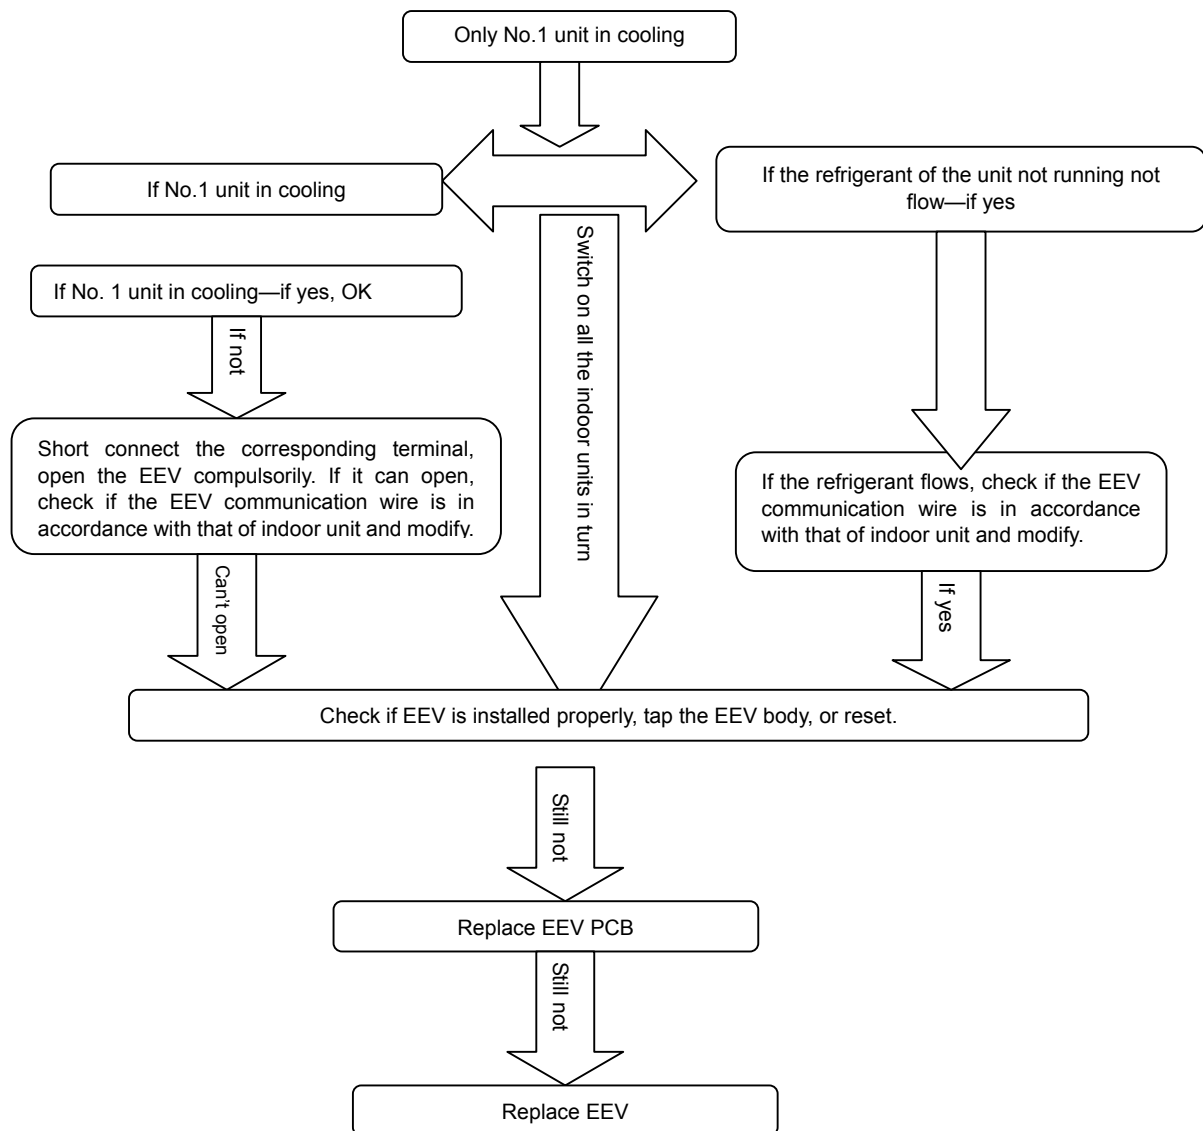 Only No.1 unit in cooling
If No.1 unit in cooling
If the refrigerant of the unit not running not
flow—if yes
If No. 1 unit in cooling—if yes, OK
If not
Switch on all the indoor units in turn
Short connect the corresponding terminal,
open the EEV compulsorily. If it can open,
check if the EEV communication wire is in
accordance with that of indoor unit and modify.
If the refrigerant flows, check if the EEV
communication wire is in accordance
with that of indoor unit and modify.
Can't open
If yes
Check if EEV is installed properly, tap the EEV body, or reset.
Still not
Replace EEV PCB
Still not
Replace EEV